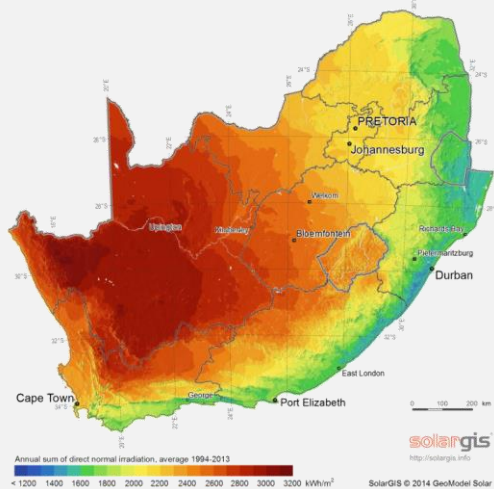 PRETORIA
Johannesburg
Welkom
Upington
Kimberley
Bloemfontein
Richards Bay
Pietermaritzburg
Durban
East London
George
Cape Town
Port Elizabeth
0
200 km
solargis
http://solargis.info
Annual sum of direct normal irradiation, average 1994-2013
< 1200 1400 1600 1800 2000 2200 2400 2600 2800 3000 3200 kWh/m²
SolarGIS © 2014 GeoModel Solar